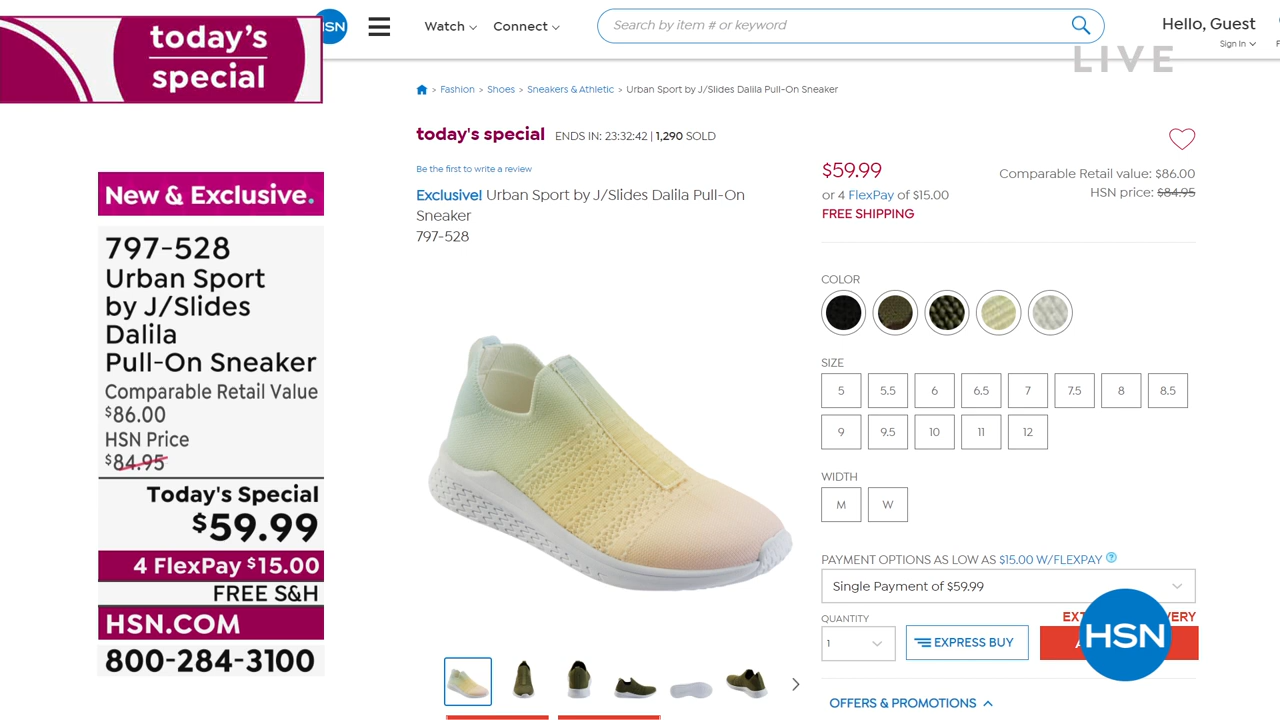 today's
special
HSN
Watch
Connect
Search by item # or keyword
Hello, Guest
Sign In
LIVE
Fashion > Shoes > Sneakers & Athletic > Urban Sport by J/Slides Dalila Pull-On Sneaker
today's special ENDS IN: 23:32:42 | 1,290 SOLD
Be the first to write a review
Exclusive! Urban Sport by J/Slides Dalila Pull-On
Sneaker
797-528
$59.99
or 4 FlexPay of $15.00
FREE SHIPPING
Comparable Retail value: $86.00
HSN price: $84.95
COLOR
SIZE
5 5.5 6 6.5 7 7.5 8 8.5
9 9.5 10 11 12
WIDTH
M W
PAYMENT OPTIONS AS LOW AS $15.00 W/FLEXPAY ?
Single Payment of $59.99
QUANTITY
1
EXPRESS BUY
HSN
OFFERS & PROMOTIONS
New & Exclusive.
797-528
Urban Sport
by J/Slides
Dalila
Pull-On Sneaker
Comparable Retail Value
$86.00
HSN Price
$84.95
Today's Special
$59.99
4 FlexPay $15.00
FREE S&H
HSN.COM
800-284-3100